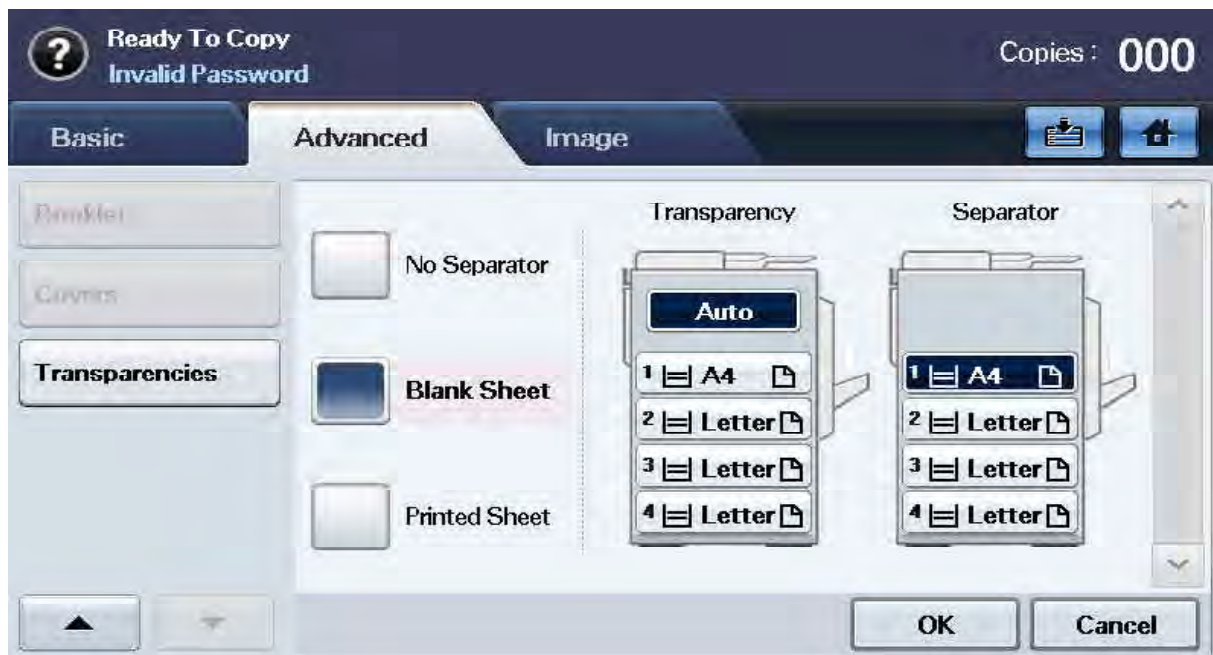 Ready To Copy
Invalid Password
Copies : 000
Basic
Advanced
Image
Booklet
Covers
Transparencies
No Separator
Blank Sheet
Printed Sheet
Transparency
Auto
1 A4
2 Letter
3 Letter
4 Letter
Separator
1 A4
2 Letter
3 Letter
4 Letter
OK
Cancel